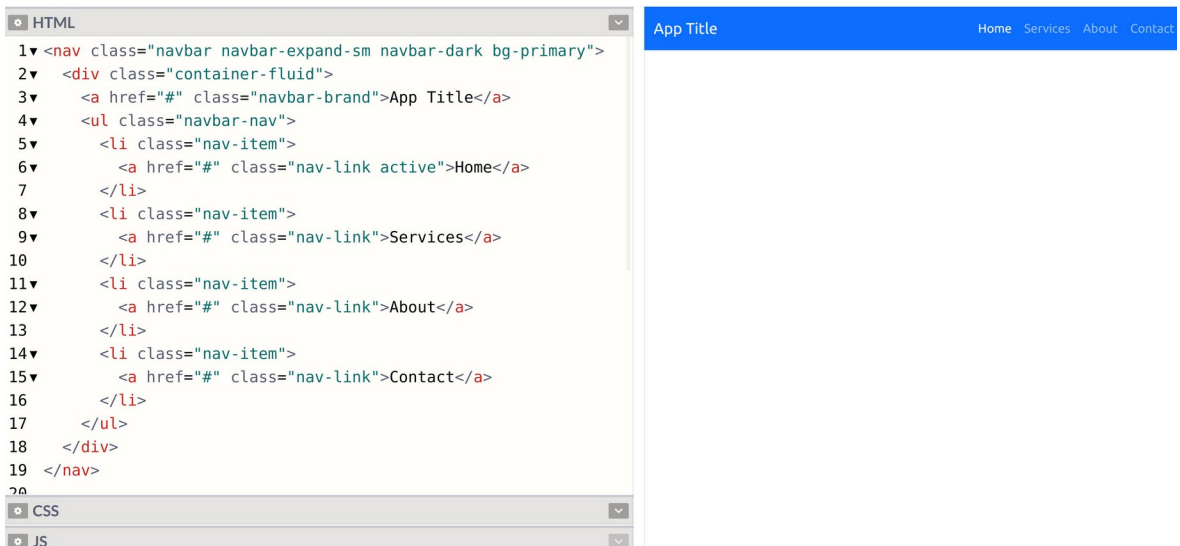 HTML
1 <nav class="navbar navbar-expand-sm navbar-dark bg-primary">
2   <div class="container-fluid">
3     <a href="#" class="navbar-brand">App Title</a>
4     <ul class="navbar-nav">
5       <li class="nav-item">
6         <a href="#" class="nav-link active">Home</a>
7       </li>
8       <li class="nav-item">
9         <a href="#" class="nav-link">Services</a>
10       </li>
11       <li class="nav-item">
12         <a href="#" class="nav-link">About</a>
13       </li>
14       <li class="nav-item">
15         <a href="#" class="nav-link">Contact</a>
16       </li>
17     </ul>
18   </div>
19 </nav>
20
CSS
JS
App Title Home Services About Contact